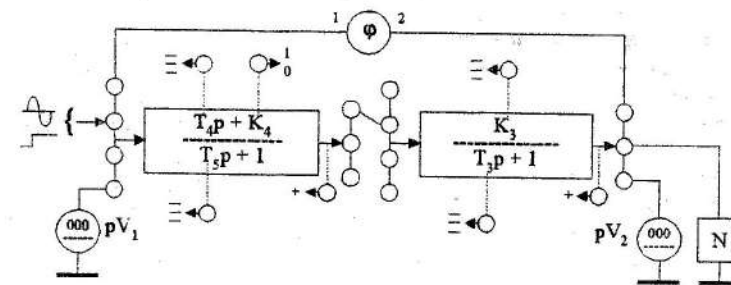 1 φ 2
1
0
T₄p + K₄
T₅p + 1
K₃
T₃p + 1
+
+
000
pV₁
000
pV₂
N